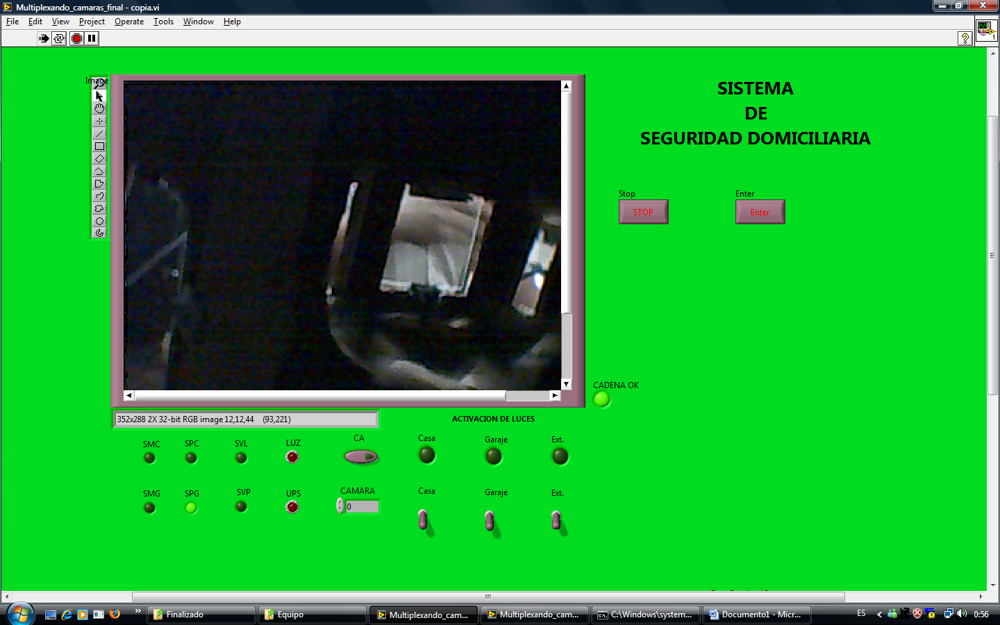 Multiplexando_camaras_final - copia.vi
File Edit View Project Operate Tools Window Help
1
Image
SISTEMA
DE
SEGURIDAD DOMICILIARIA
Stop
Enter
STOP
Enter
CADENA OK
352x288 2X 32-bit RGB image 12,12,44 (93,221)
ACTIVACION DE LUCES
SMC SPC SVL LUZ CA Casa Garaje Ext.
SMG SPG SVP UPS CAMARA Casa Garaje Ext.
0
Finalizado
Equipo
Multiplexando_cam...
Multiplexando_cam...
C:\Windows\system...
Documento1 - Micr...
ES
0:56